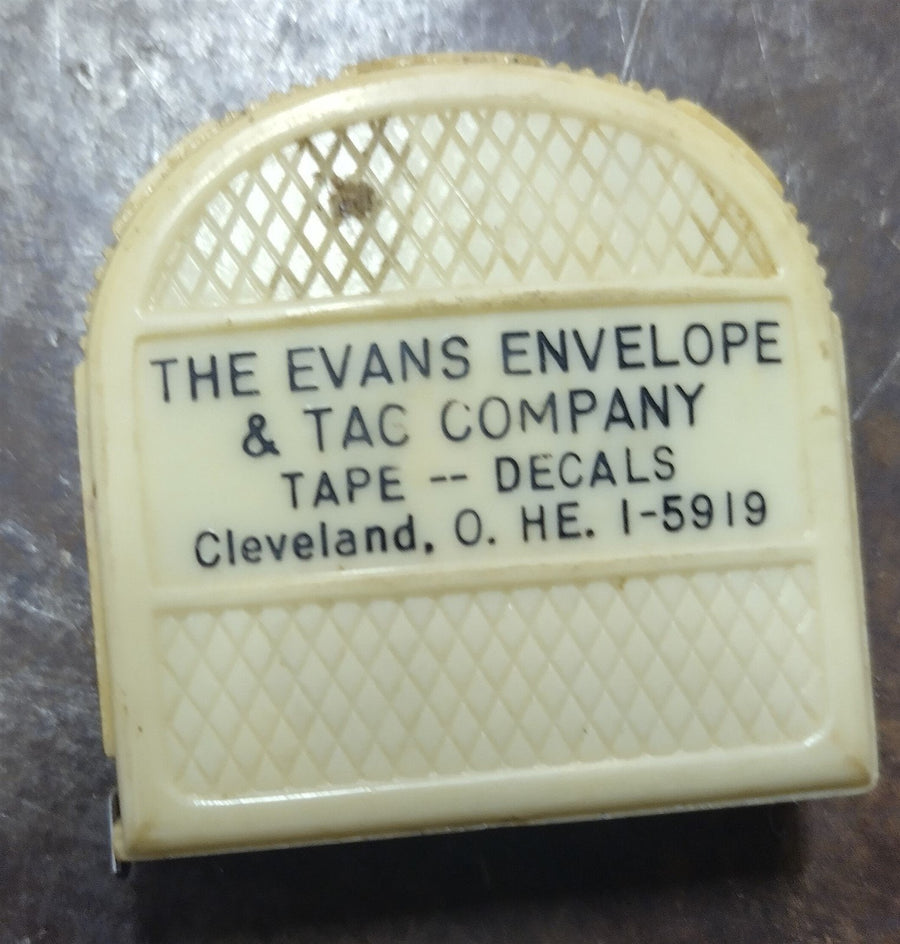 THE EVANS ENVELOPE
& TAC COMPANY
TAPE -- DECALS
Cleveland, O. HE. 1-5919